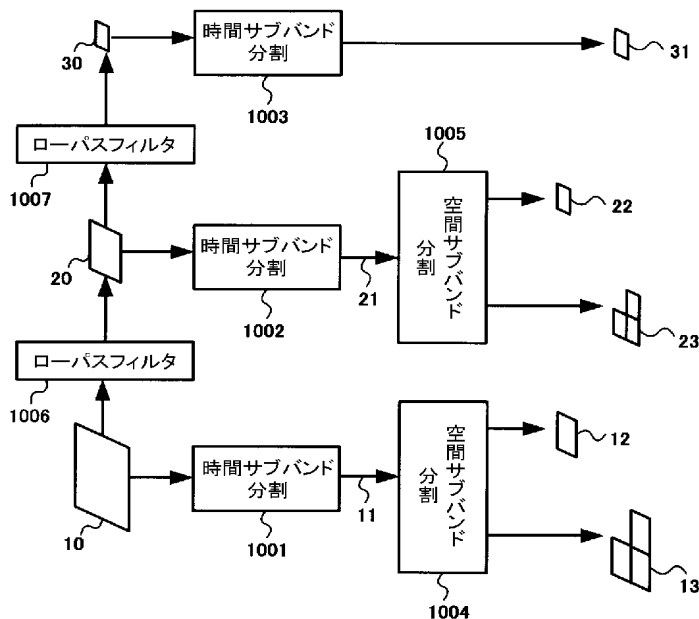 30
時間サブバンド
分割
31
1003
ローパスフィルタ
1007
1005
20
時間サブバンド
分割
1002
21
空間サブバンド
分割
22
23
ローパスフィルタ
1006
10
時間サブバンド
分割
1001
11
空間サブバンド
分割
1004
12
13